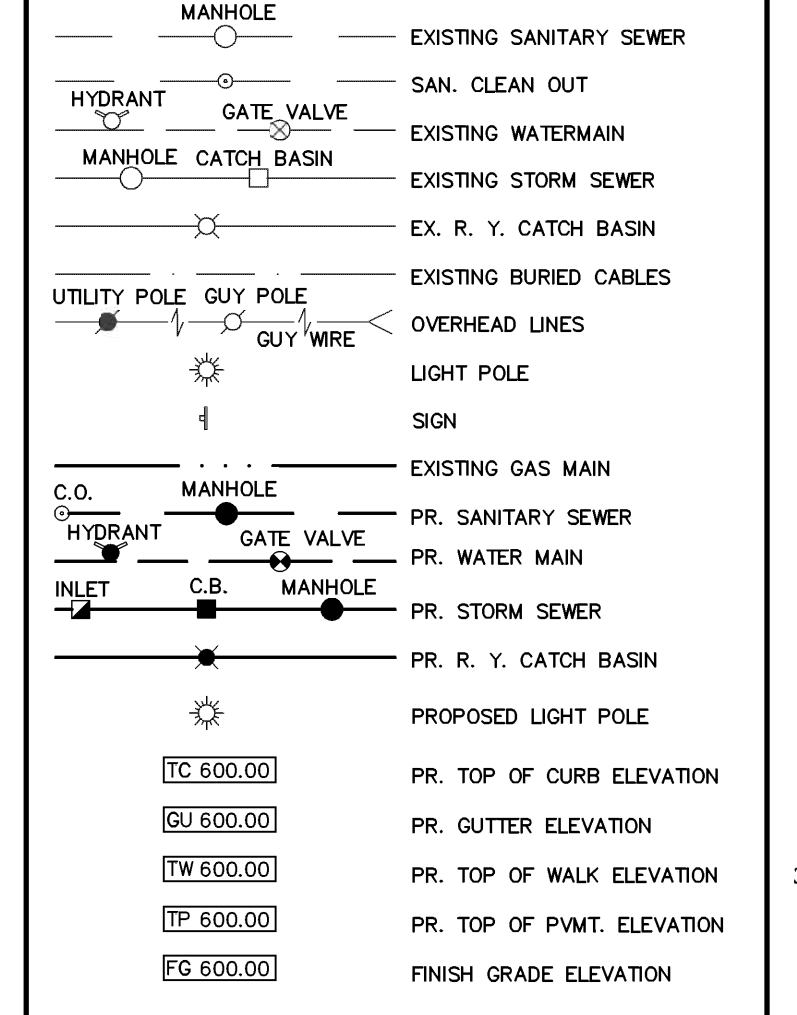 MANHOLE
EXISTING SANITARY SEWER
SAN. CLEAN OUT
HYDRANT
GATE VALVE
EXISTING WATERMAIN
MANHOLE CATCH BASIN
EXISTING STORM SEWER
EX. R. Y. CATCH BASIN
EXISTING BURIED CABLES
UTILITY POLE GUY POLE
OVERHEAD LINES
GUY WIRE
LIGHT POLE
SIGN
EXISTING GAS MAIN
C.O. MANHOLE
PR. SANITARY SEWER
HYDRANT
GATE VALVE
PR. WATER MAIN
INLET C.B. MANHOLE
PR. STORM SEWER
PR. R. Y. CATCH BASIN
PROPOSED LIGHT POLE
TC 600.00 PR. TOP OF CURB ELEVATION
GU 600.00 PR. GUTTER ELEVATION
TW 600.00 PR. TOP OF WALK ELEVATION
TP 600.00 PR. TOP OF PVMT. ELEVATION
FG 600.00 FINISH GRADE ELEVATION